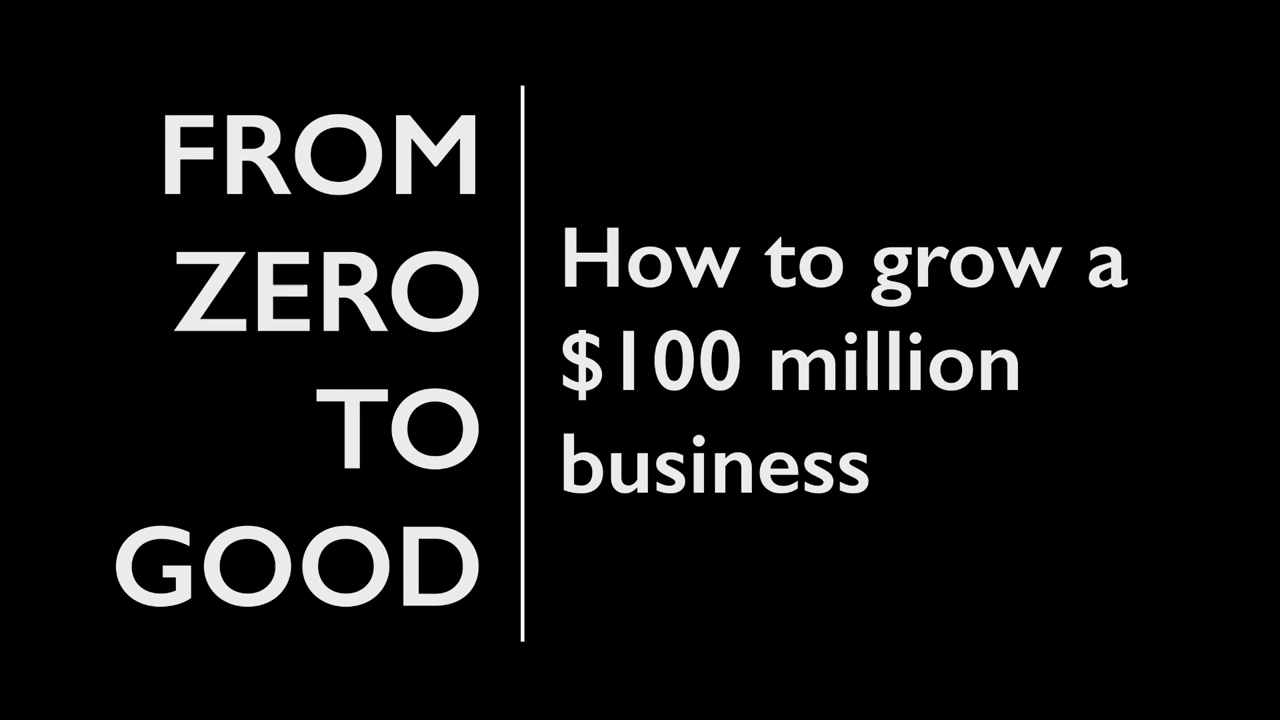 FROM
ZERO
TO
GOOD
How to grow a
$100 million
business